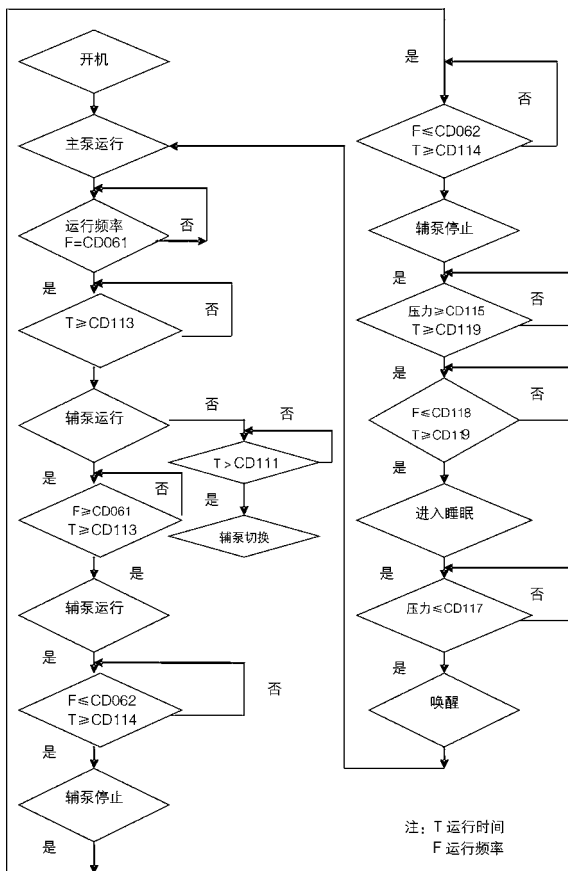 开机
主泵运行
运行频率
F=CD061
否
是
T≥CD113
否
辅泵运行
否
是
否
T>CD111
是
辅泵切换
否
F≥CD061
T≥CD113
是
辅泵运行
是
F≤CD062
T≥CD114
否
是
辅泵停止
是
是
否
F≤CD062
T≥CD114
辅泵停止
是
否
压力≥CD115
T≥CD119
是
否
F≤CD118
T≥CD119
是
进入睡眠
是
否
压力≤CD117
是
唤醒
注: T 运行时间
F 运行频率